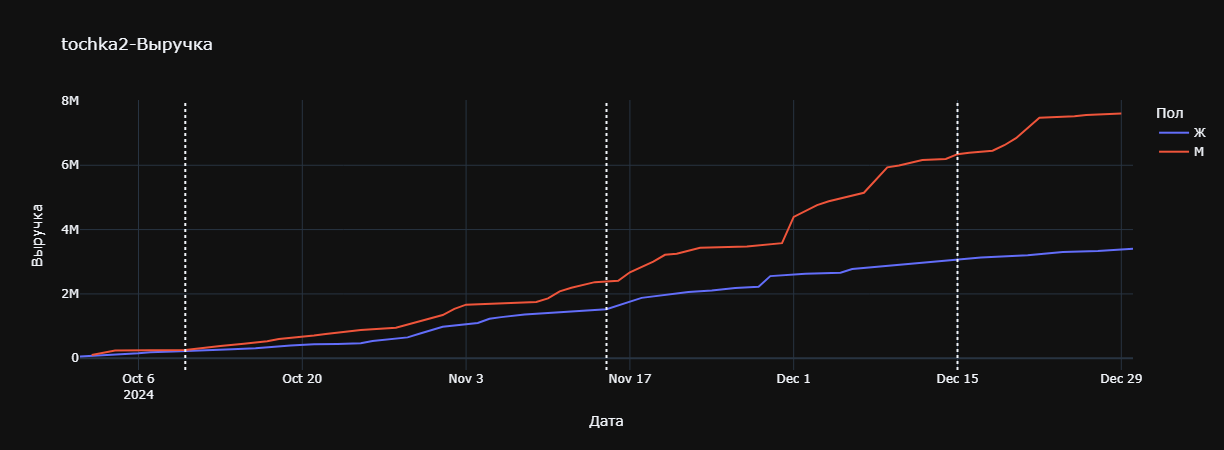 tochka2-Выручка
8M
6M
4M
2M
0
Выручка
Oct 6
2024
Oct 20
Nov 3
Nov 17
Dec 1
Dec 15
Dec 29
Дата
Пол
Ж
М